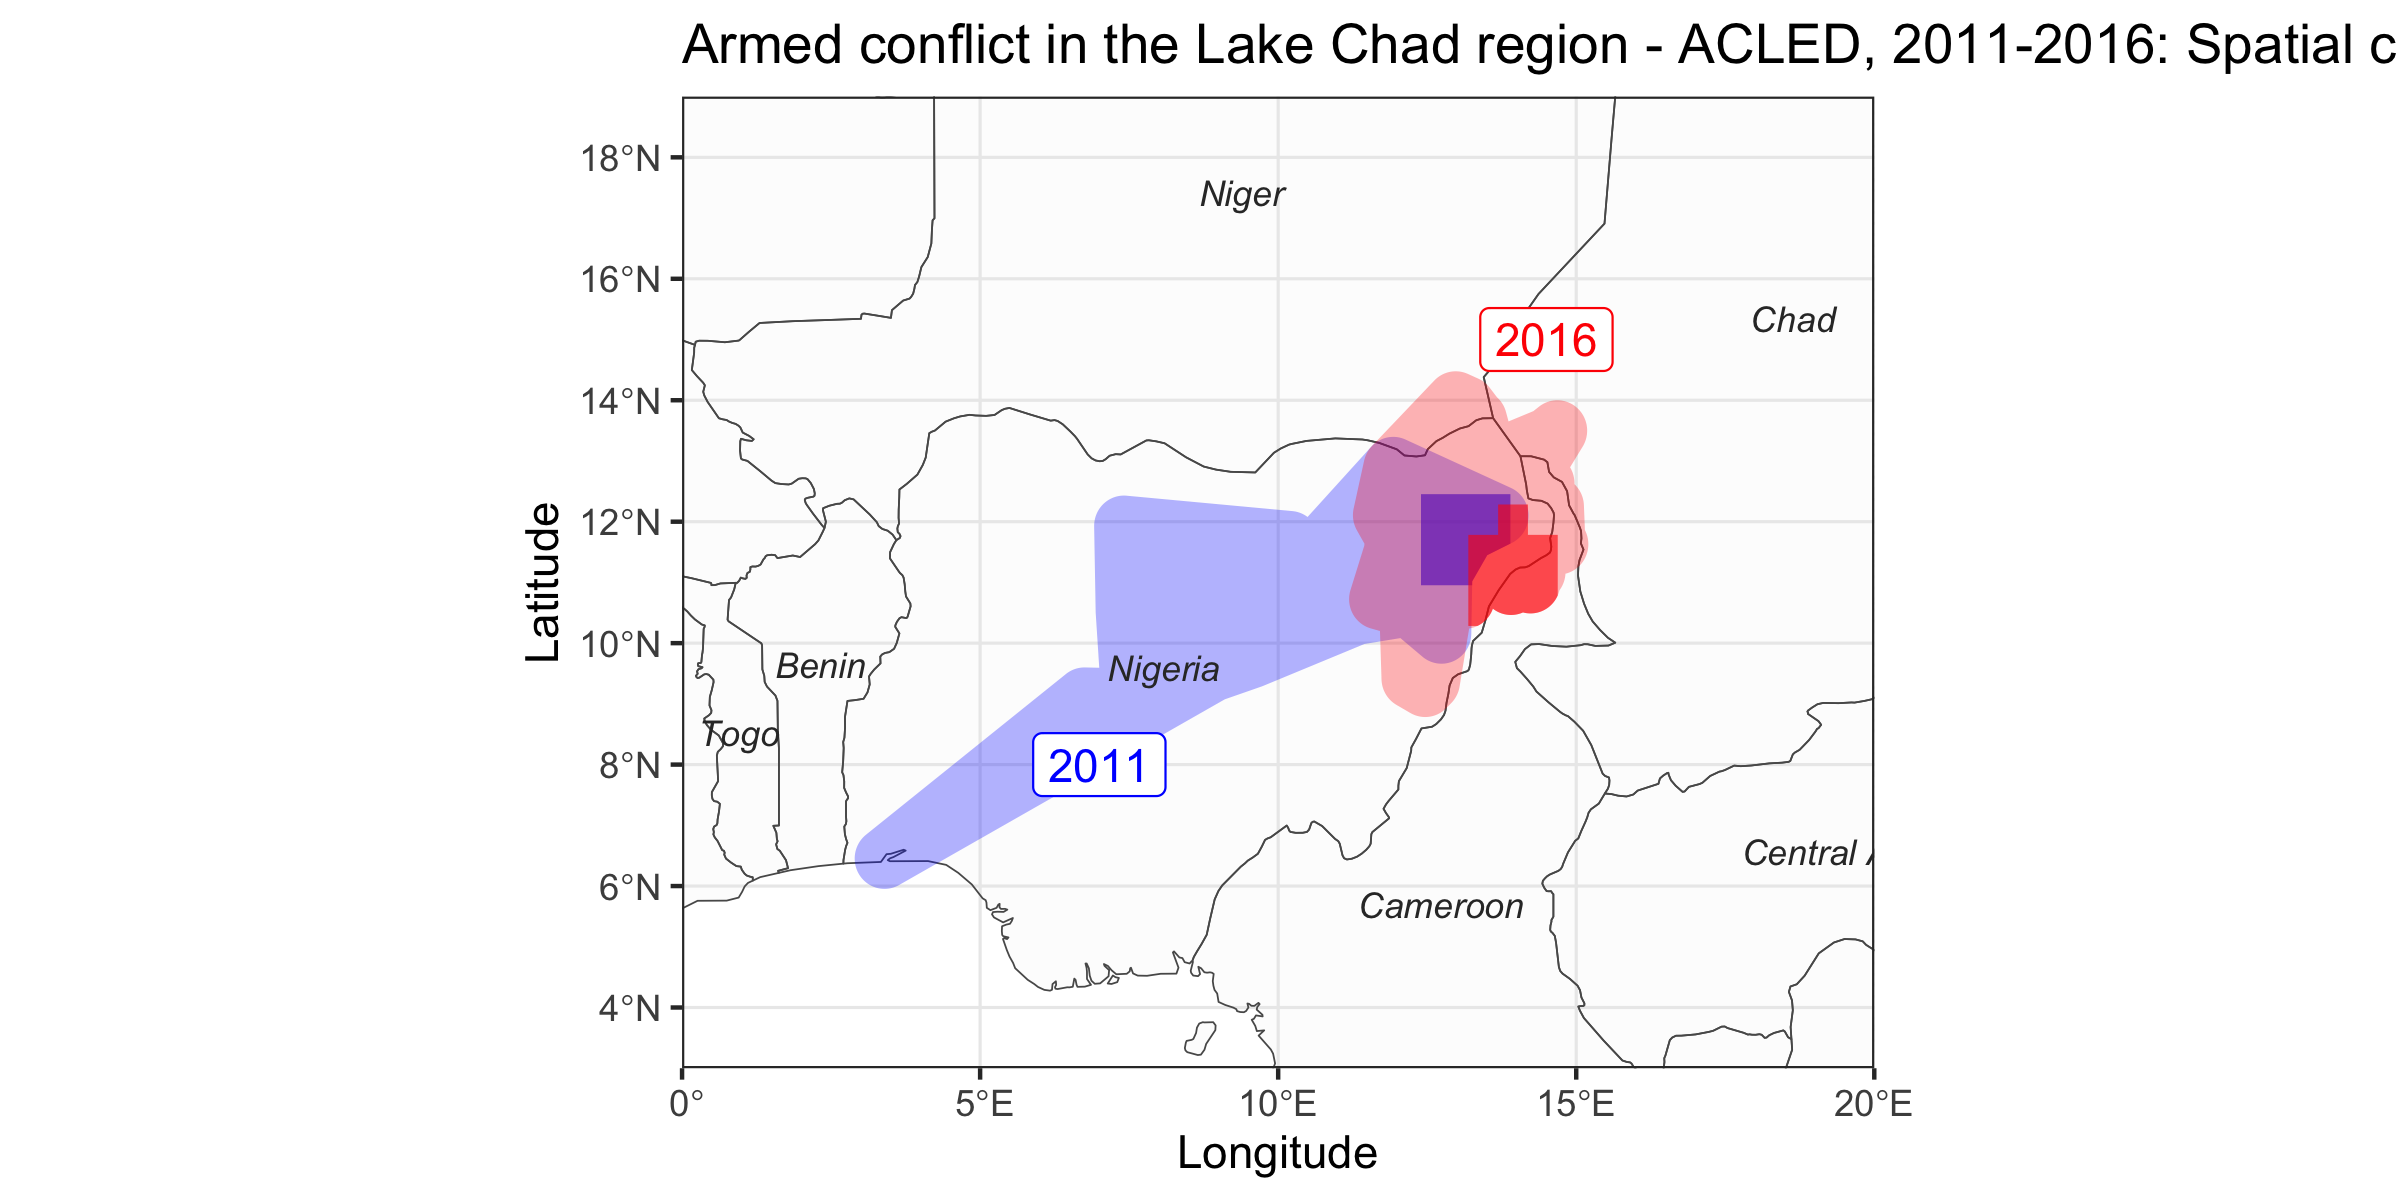 Armed conflict in the Lake Chad region - ACLED, 2011-2016: Spatial c
18°N
Niger
16°N
Chad
2016
14°N
12°N
10°N
Benin
Nigeria
Togo
8°N
2011
Central A
6°N
Cameroon
4°N
0°
5°E
10°E
15°E
20°E
Longitude
Latitude